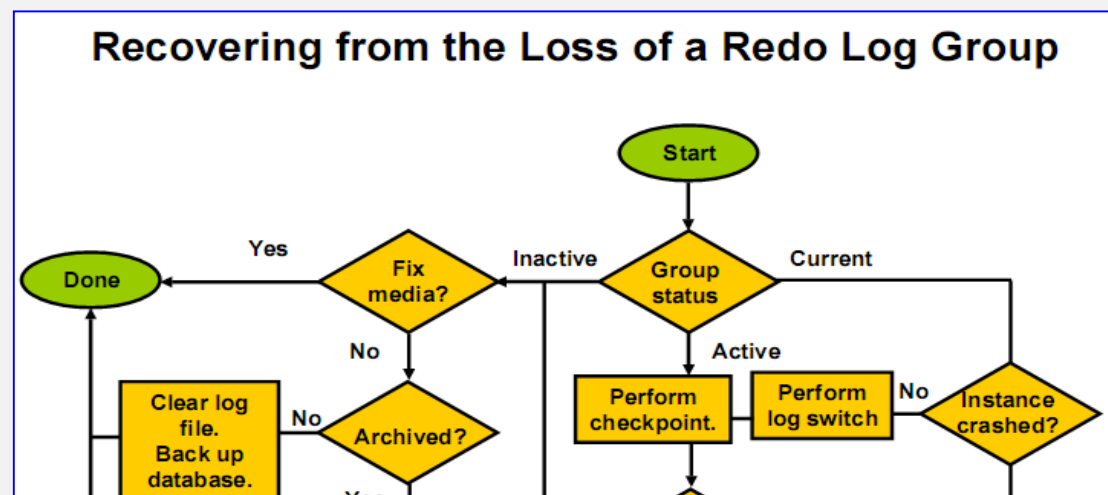 Recovering from the Loss of a Redo Log Group
Start
Yes
Done
Fix
media?
Inactive
Group
status
Current
No
Active
Clear log
file.
Back up
database.
No
Archived?
Perform
checkpoint.
Perform
log switch
No
Instance
crashed?
Yes